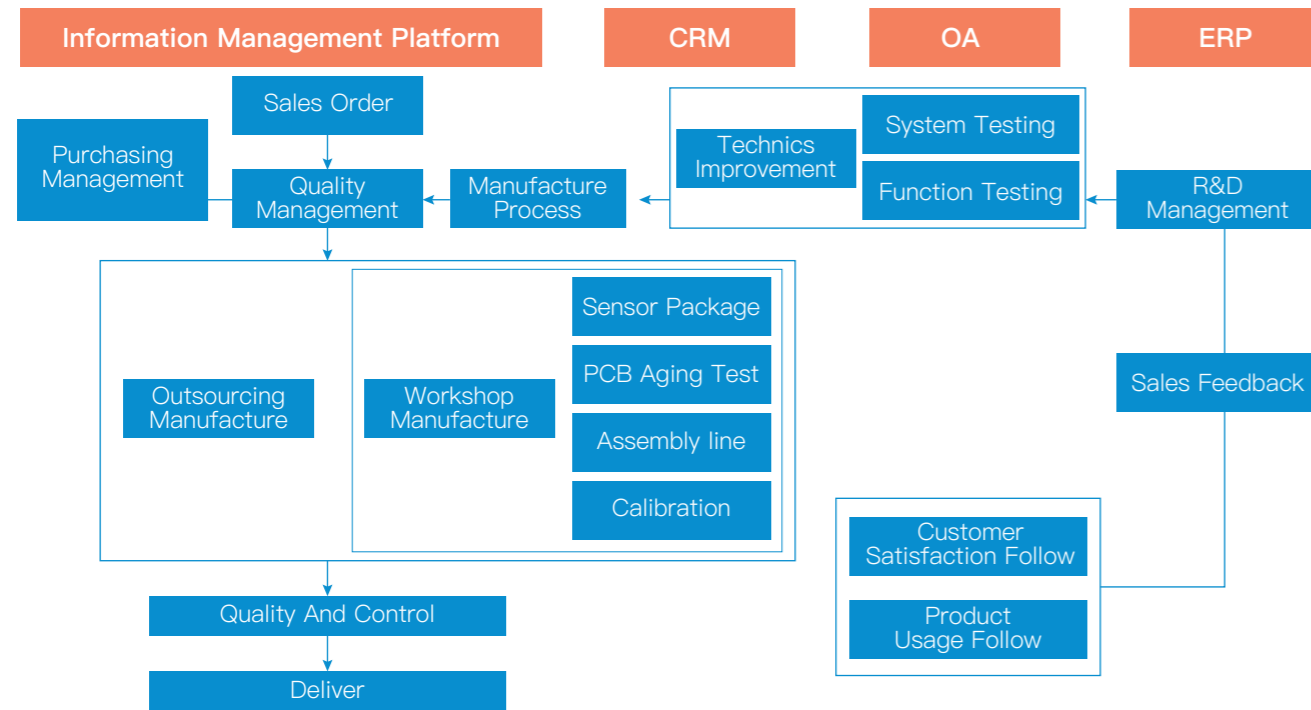 Information Management Platform
CRM
OA
ERP
Sales Order
Purchasing
Management
Quality
Management
Manufacture
Process
Technics
Improvement
System Testing
Function Testing
R&D
Management
Outsourcing
Manufacture
Workshop
Manufacture
Sensor Package
PCB Aging Test
Assembly line
Calibration
Sales Feedback
Customer
Satisfaction Follow
Product
Usage Follow
Quality And Control
Deliver